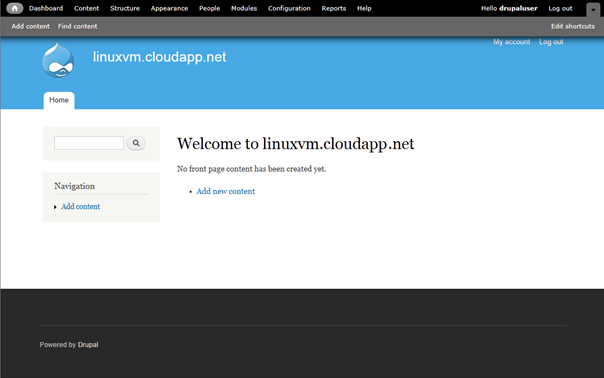 Dashboard Content Structure Appearance People Modules Configuration Reports Help Hello drupaluser Log out
Add content Find content Edit shortcuts
My account Log out
linuxvm.cloudapp.net
Home
Welcome to linuxvm.cloudapp.net
No front page content has been created yet.
Navigation
Add new content
Add content
Powered by Drupal